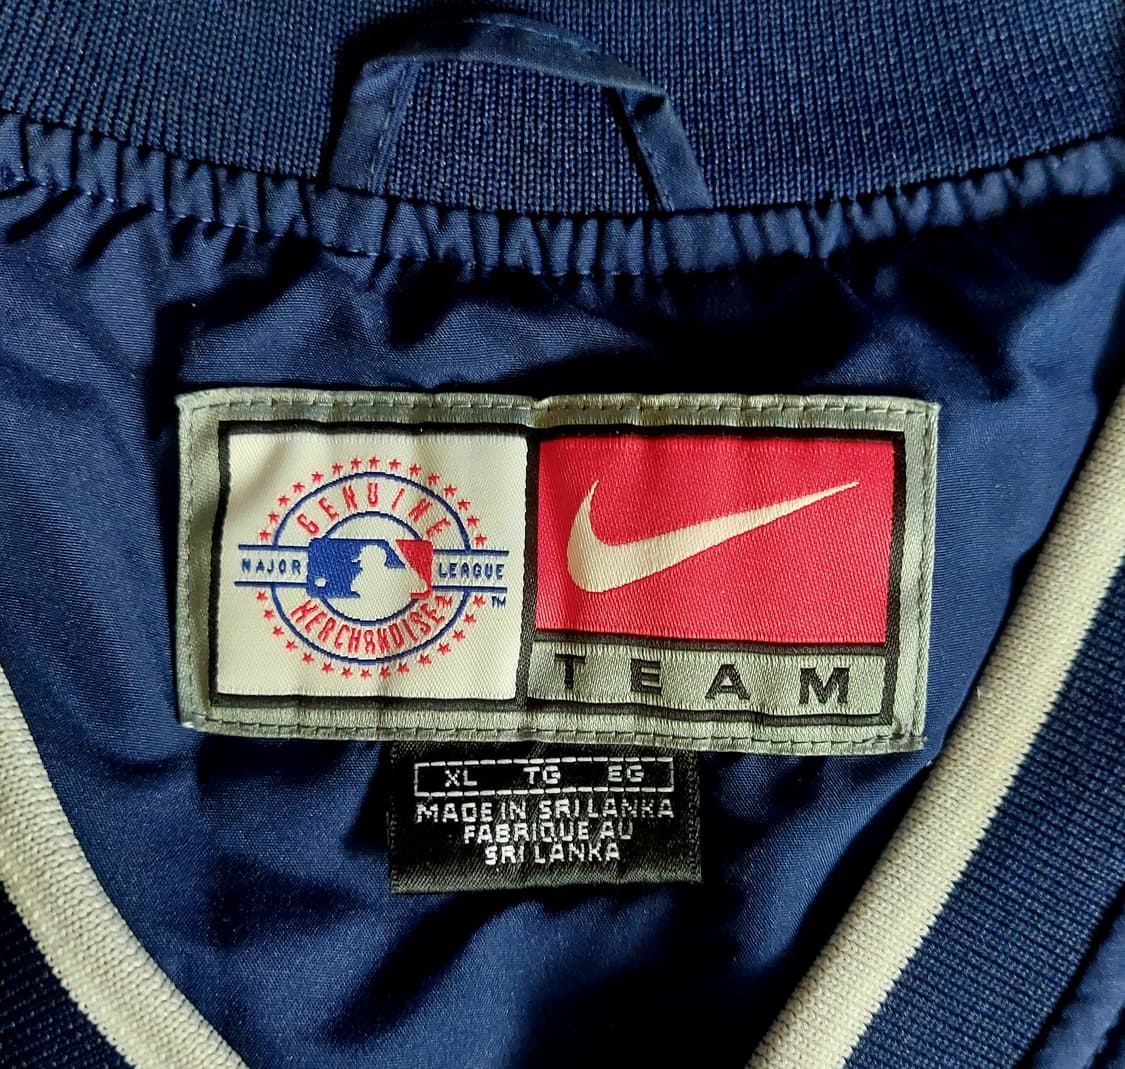 GENUINE
MAJOR LEAGUE
MERCHANDISE
TM
TEAM
XL TG EG
MADE IN SRI LANKA
FABRIQUE AU
SRI LANKA